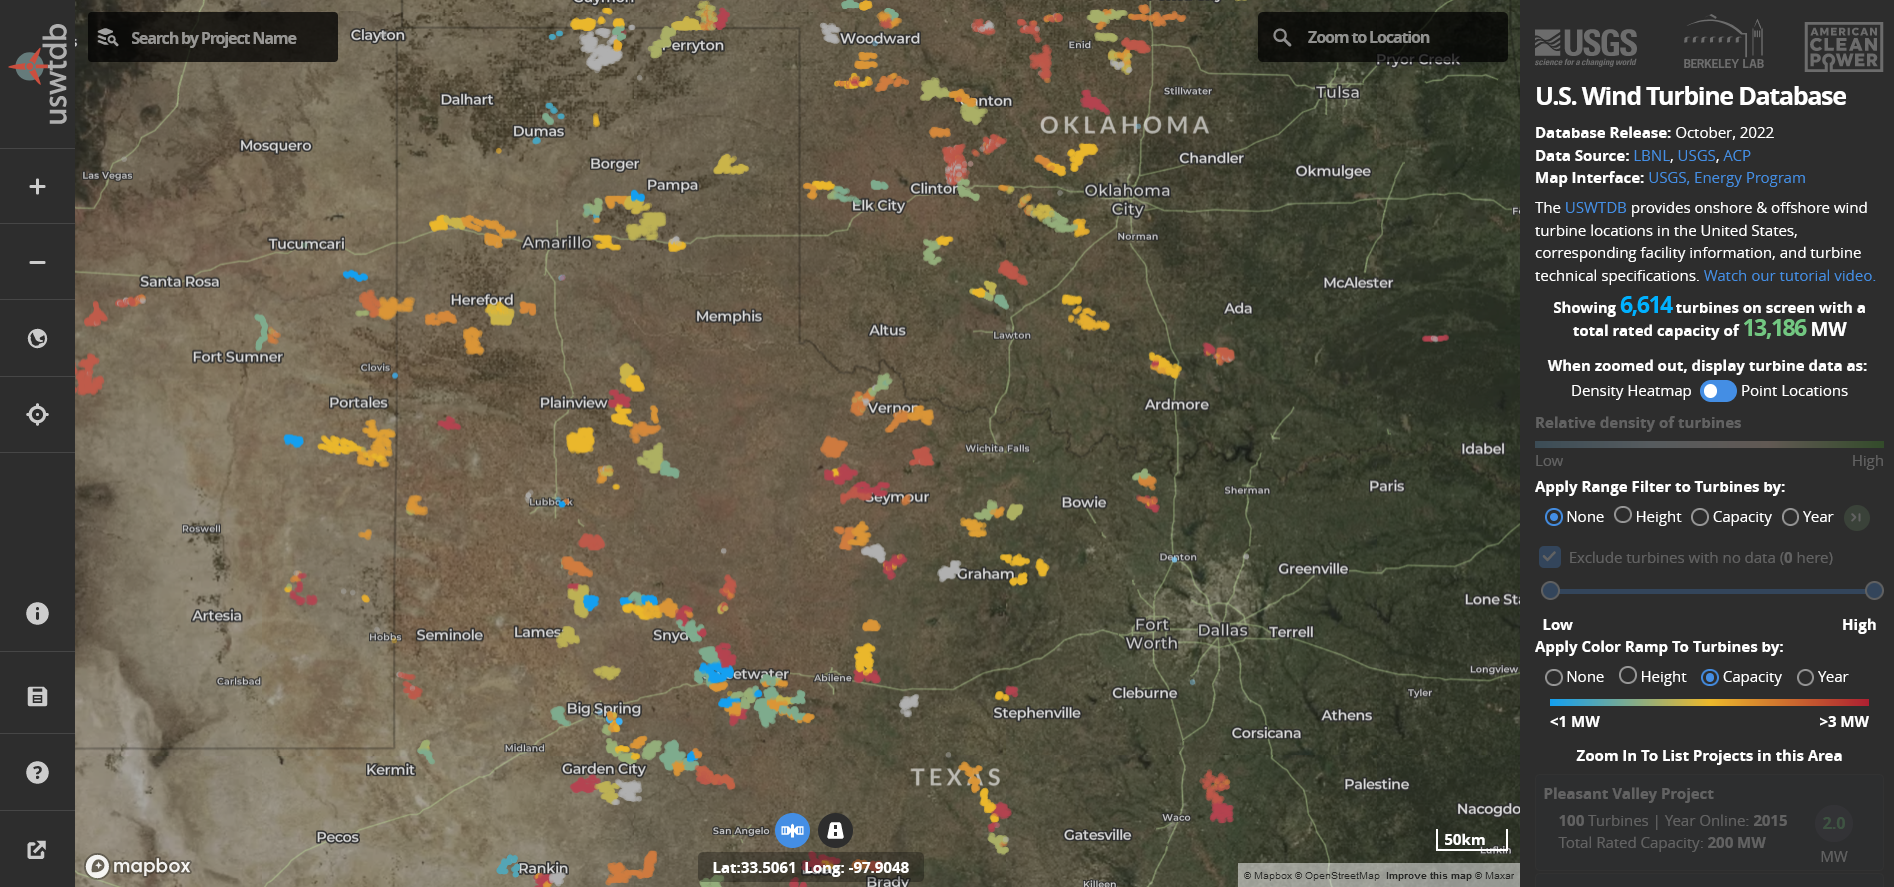 uswtdb
Search by Project Name
Zoom to Location
Clayton
Perryton
Woodward
Enid
Pryor Creek
Dalhart
Canton
Stillwater
Tulsa
Dumas
OKLAHOMA
Mosquero
Borger
Chandler
Las Vegas
Pampa
Clinton
Oklahoma
City
Okmulgee
Elk City
Tucumcari
Amarillo
Norman
Santa Rosa
Hereford
McAlester
Memphis
Altus
Ada
Lawton
Fort Sumner
Clovis
Portales
Plainview
Vernon
Ardmore
Wichita Falls
Idabel
Lubbock
Seymour
Bowie
Sherman
Paris
Roswell
Denton
Graham
Greenville
Artesia
Hobbs
Seminole
Lames
Snyd
Fort
Worth
Dallas
Terrell
Lone Sta
Carlsbad
etwater
Abilene
Longview
Cleburne
Tyler
Big Spring
Stephenville
Athens
Midland
Corsicana
Kermit
Garden City
TEXAS
Palestine
Nacogdo
Waco
Pecos
San Angelo
Gatesville
50km
Lufkin
mapbox
Rankin
Lat:33.5061 Long: -97.9048
Brady
Killeen
© Mapbox © OpenStreetMap Improve this map © Maxar
USGS
science for a changing world
BERKELEY LAB
AMERICAN
CLEAN
POWER
U.S. Wind Turbine Database
Database Release: October, 2022
Data Source: LBNL, USGS, ACP
Map Interface: USGS, Energy Program
The USWTDB provides onshore & offshore wind
turbine locations in the United States,
corresponding facility information, and turbine
technical specifications. Watch our tutorial video.
Showing 6,614 turbines on screen with a
total rated capacity of 13,186 MW
When zoomed out, display turbine data as:
Density Heatmap Point Locations
Relative density of turbines
Low High
Apply Range Filter to Turbines by:
None Height Capacity Year
Exclude turbines with no data (0 here)
Low High
Apply Color Ramp To Turbines by:
None Height Capacity Year
<1 MW >3 MW
Zoom In To List Projects in this Area
Pleasant Valley Project
100 Turbines | Year Online: 2015
Total Rated Capacity: 200 MW
2.0
MW